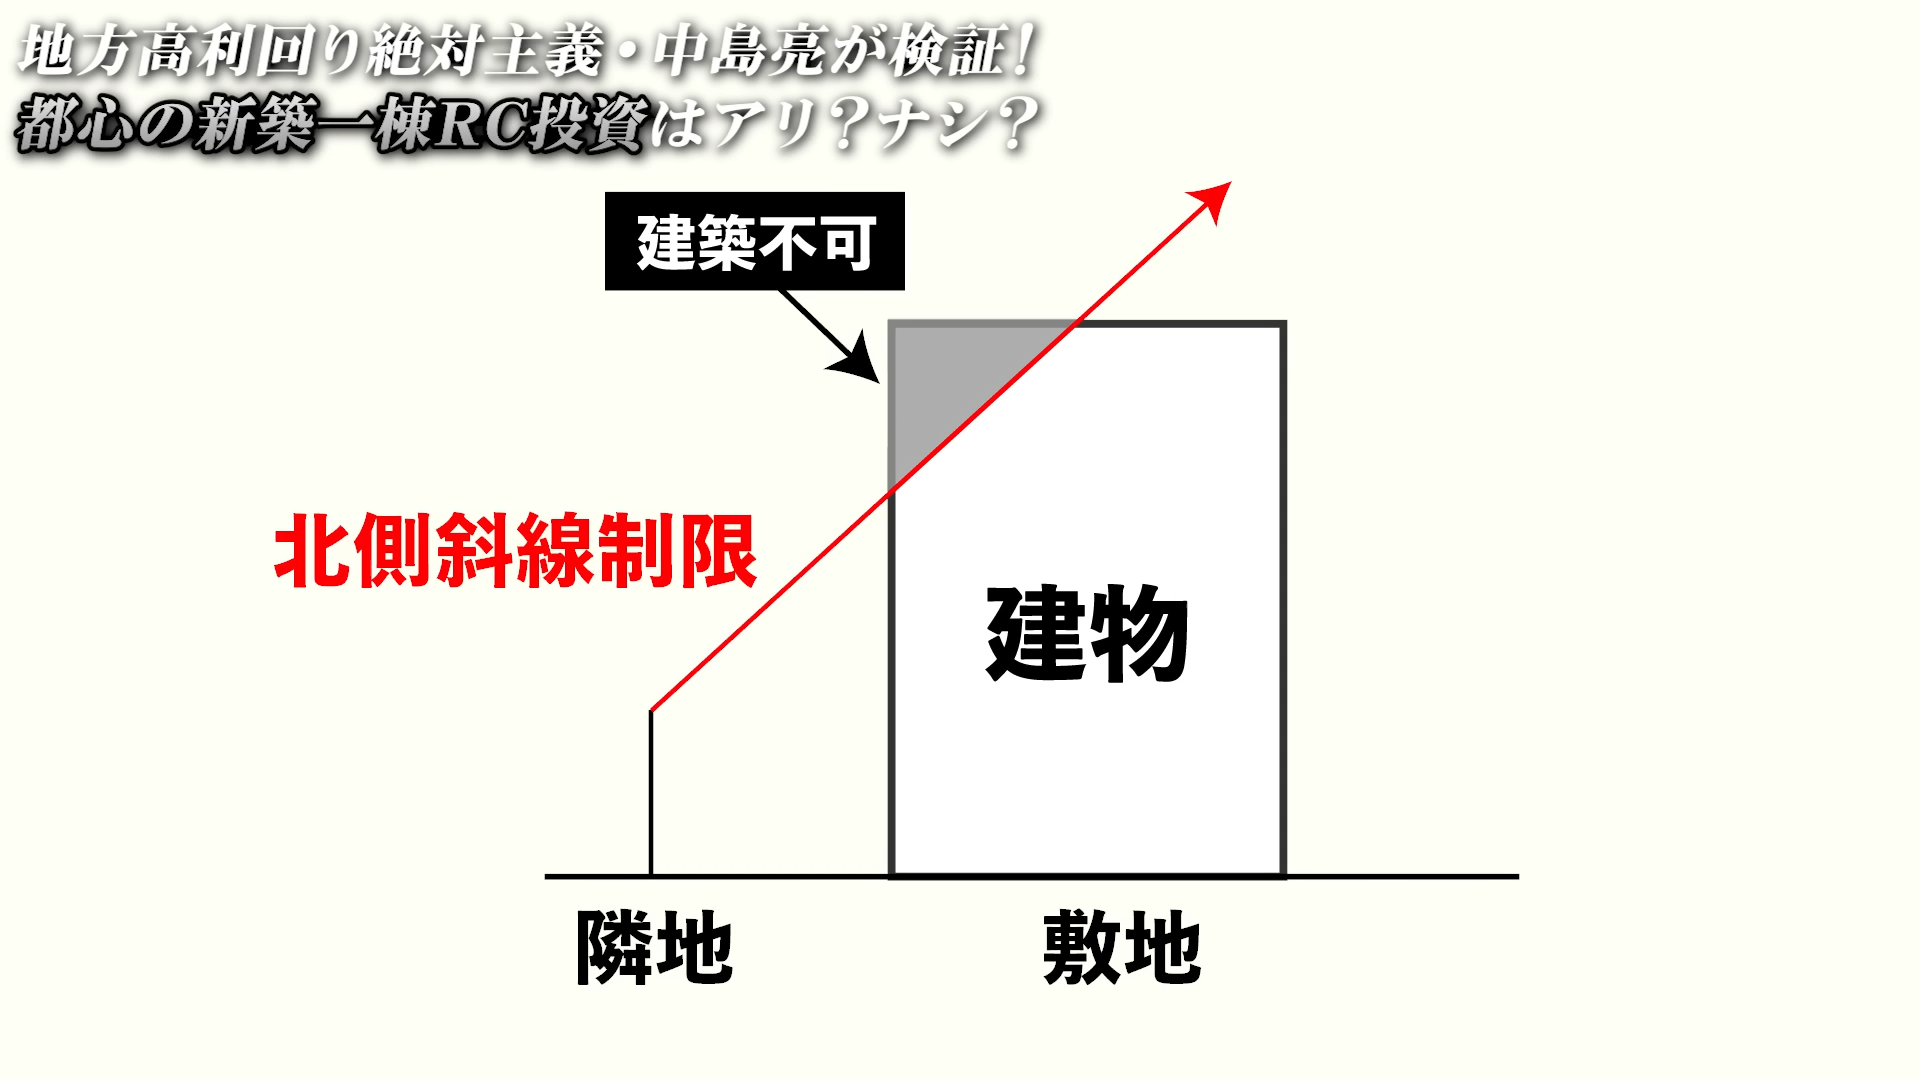 地方高利回り絶対主義・中島亮が検証！
都心の新築一棟RC投資はアリ？ナシ？
建築不可
北側斜線制限
建物
隣地
敷地